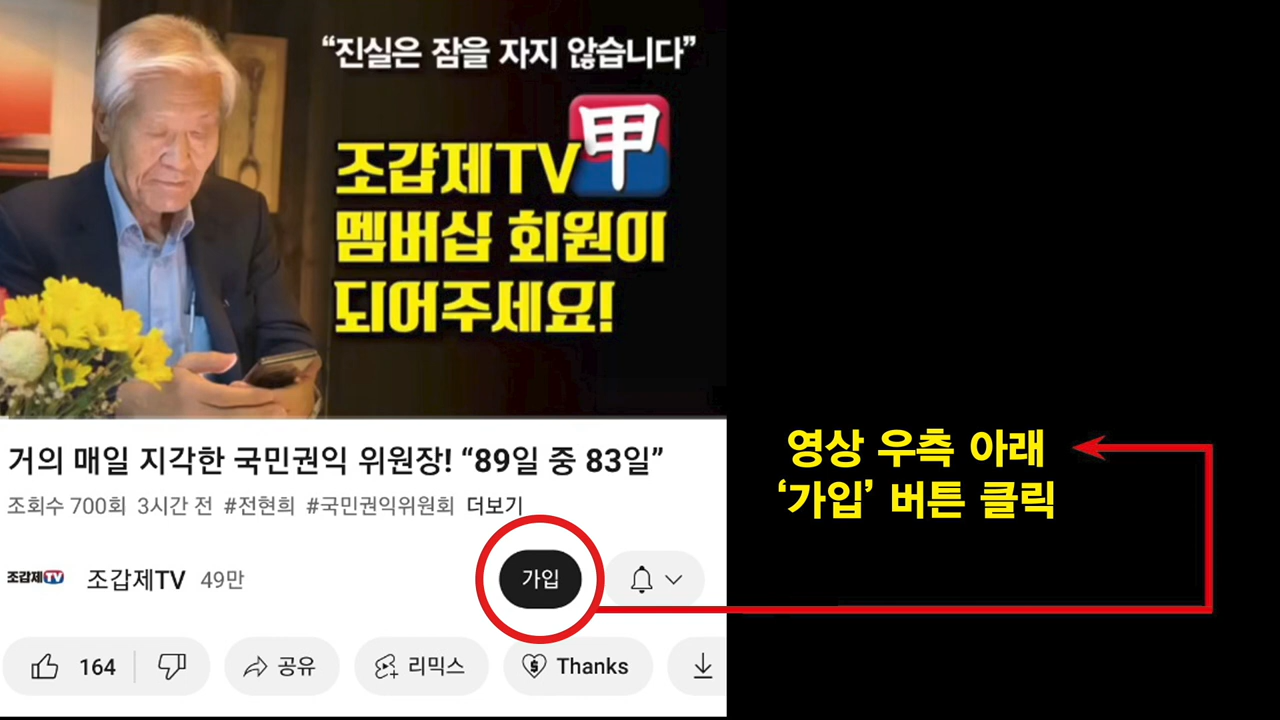 “진실은 잠을 자지 않습니다”
조갑제TV甲
멤버십 회원이
되어주세요!
거의 매일 지각한 국민권익 위원장! “89일 중 83일”
조회수 700회 3시간 전 #전현희 #국민권익위원회 더보기
조갑제TV 조갑제TV 49만 가입
164 공유 리믹스 Thanks
영상 우측 아래
‘가입’ 버튼 클릭